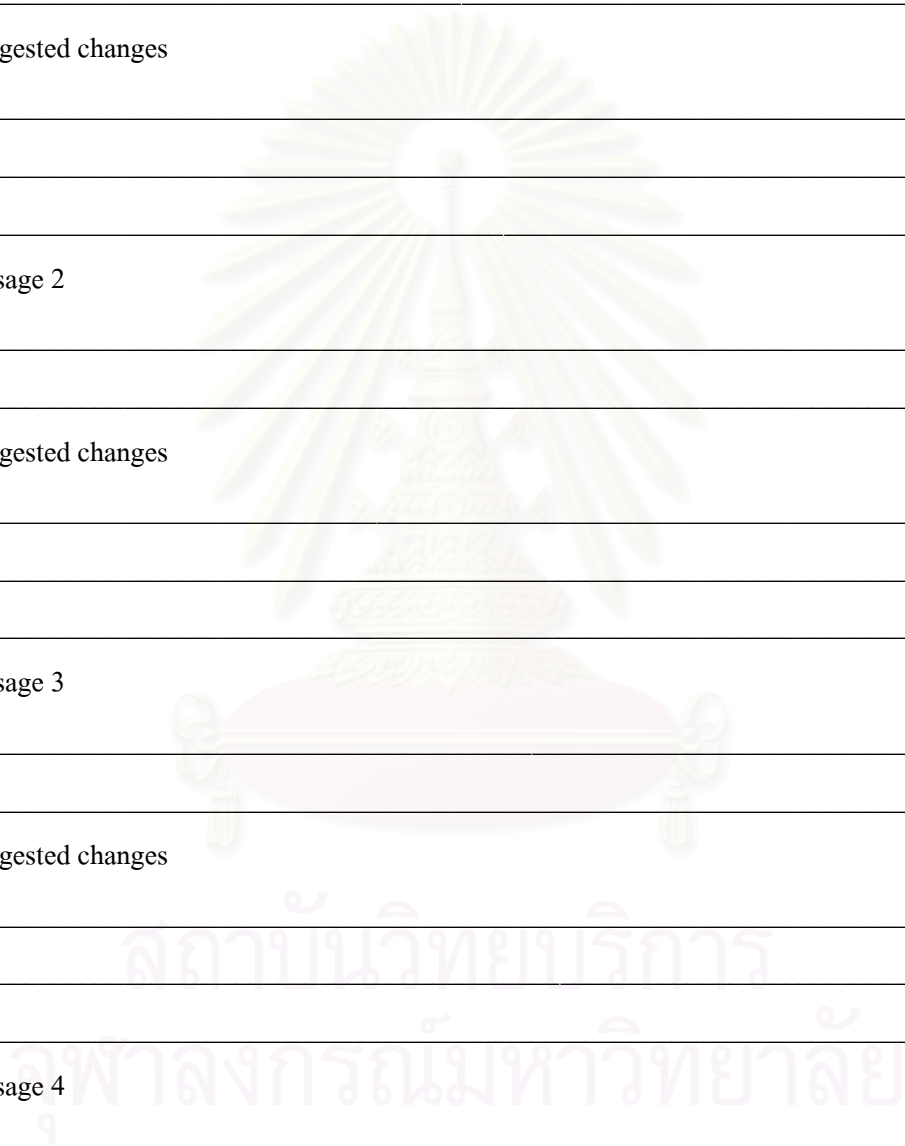 gested changes
sage 2
gested changes
sage 3
gested changes
สถาบันวิทยบริการ
จุฬาลงกรณ์มหาวิทยาลัย
sage 4